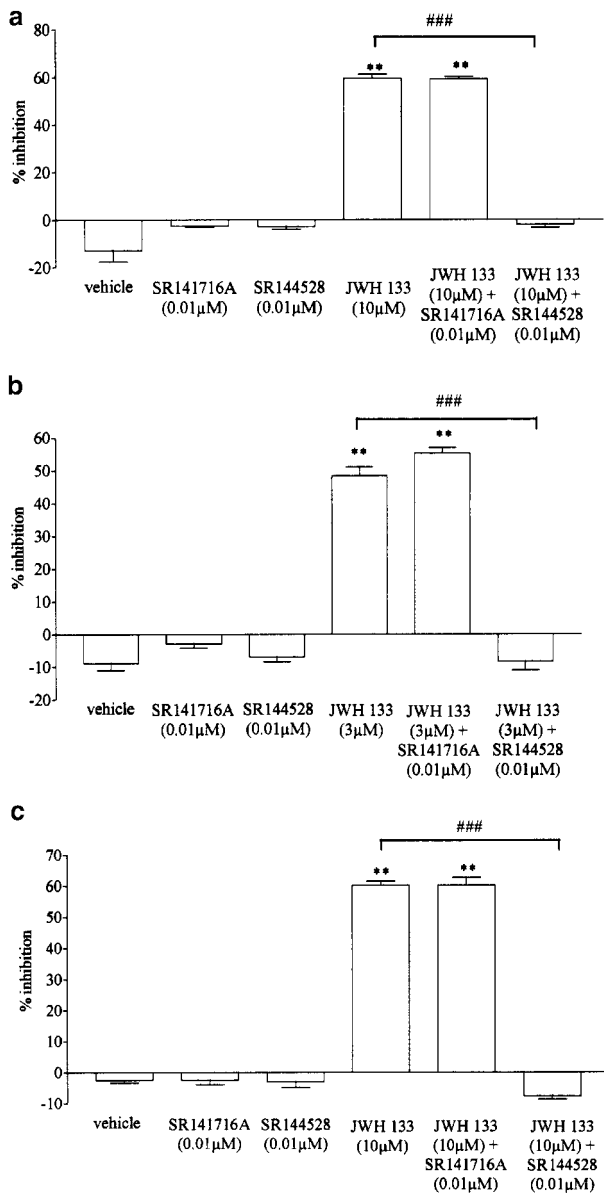 a
###
80
60
40
20
0
-20
% inhibition
**
**
vehicle
SR141716A
(0.01µM)
SR144528
(0.01µM)
JWH 133
(10µM)
JWH 133
(10µM) +
SR141716A
(0.01µM)
JWH 133
(10µM) +
SR144528
(0.01µM)
b
###
60
50
40
30
20
10
0
-10
-20
% inhibition
**
**
vehicle
SR141716A
(0.01µM)
SR144528
(0.01µM)
JWH 133
(3µM)
JWH 133
(3µM) +
SR141716A
(0.01µM)
JWH 133
(3µM) +
SR144528
(0.01µM)
c
###
70
60
50
40
30
20
10
0
-10
% inhibition
**
**
vehicle
SR141716A
(0.01µM)
SR144528
(0.01µM)
JWH 133
(10µM)
JWH 133
(10µM) +
SR141716A
(0.01µM)
JWH 133
(10µM) +
SR144528
(0.01µM)